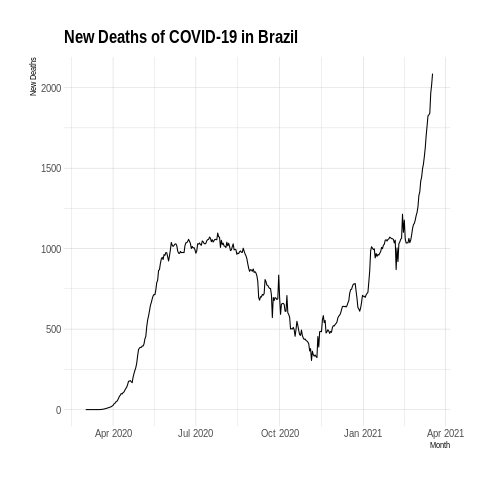 New Deaths of COVID-19 in Brazil
New Deaths
2000
1500
1000
500
0
Apr 2020 Jul 2020 Oct 2020 Jan 2021 Apr 2021
Month